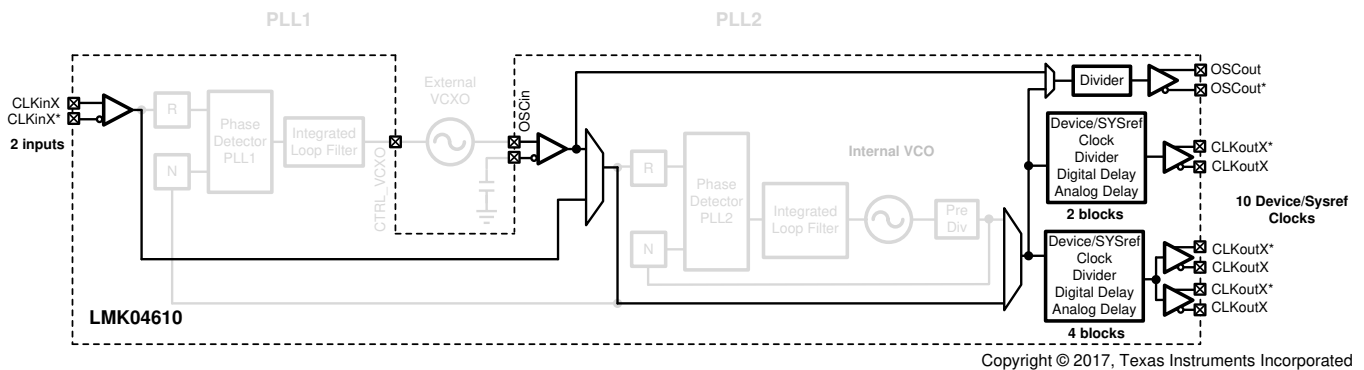 PLL1
PLL2
CLKinX
CLKinX*
2 inputs
R
N
Phase
Detector
PLL1
Integrated
Loop Filter
CTRL_VCXO
External
VCXO
OSCin
R
N
Phase
Detector
PLL2
Integrated
Loop Filter
Internal VCO
Pre
Div
Divider
OSCout
OSCout*
Device/SYSref
Clock
Divider
Digital Delay
Analog Delay
2 blocks
CLKoutX*
CLKoutX
10 Device/Sysref
Clocks
Device/SYSref
Clock
Divider
Digital Delay
Analog Delay
4 blocks
CLKoutX*
CLKoutX
CLKoutX*
CLKoutX
LMK04610
Copyright © 2017, Texas Instruments Incorporated